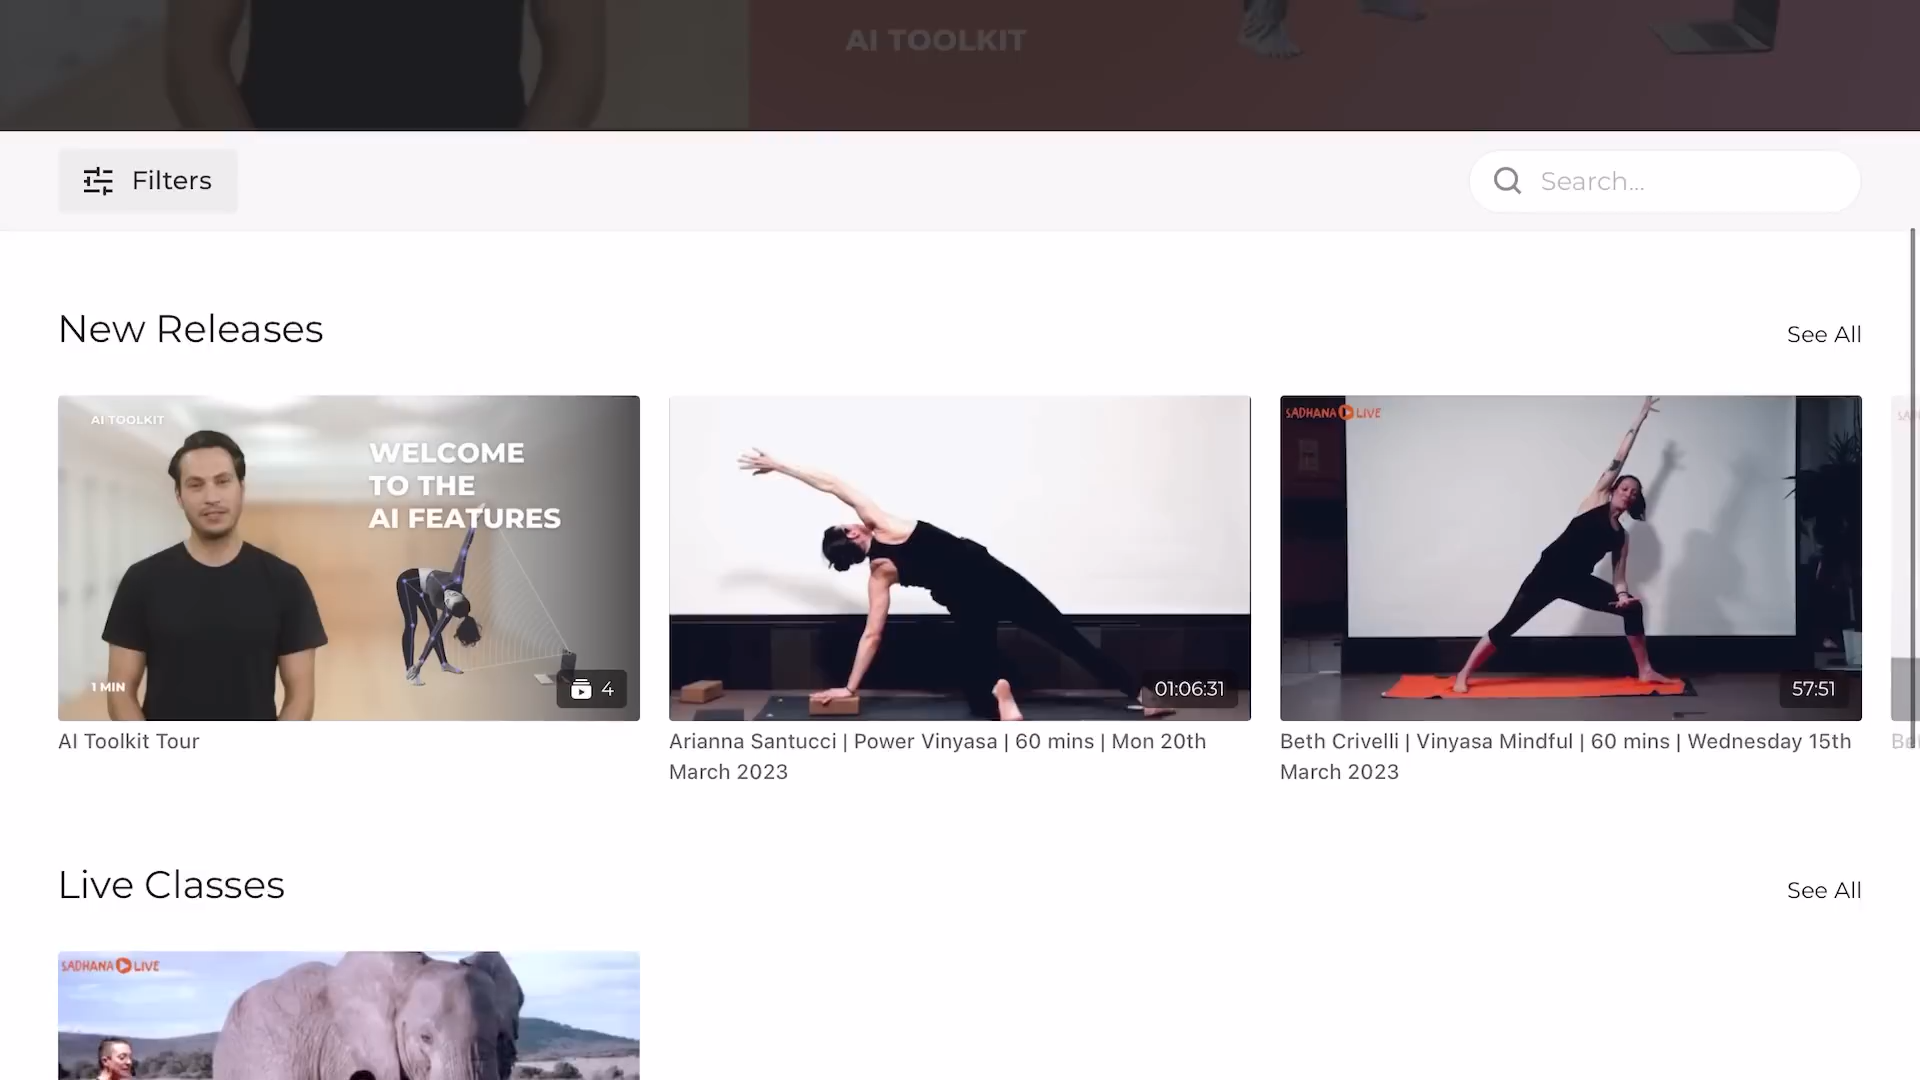 AI TOOLKIT
Filters
Search...
New Releases
See All
AI TOOLKIT
WELCOME
TO THE
AI FEATURES
1 MIN
4
01:06:31
SADHANA LIVE
57:51
AI Toolkit Tour
Arianna Santucci | Power Vinyasa | 60 mins | Mon 20th
March 2023
Beth Crivelli | Vinyasa Mindful | 60 mins | Wednesday 15th
March 2023
Live Classes
See All
SADHANA LIVE